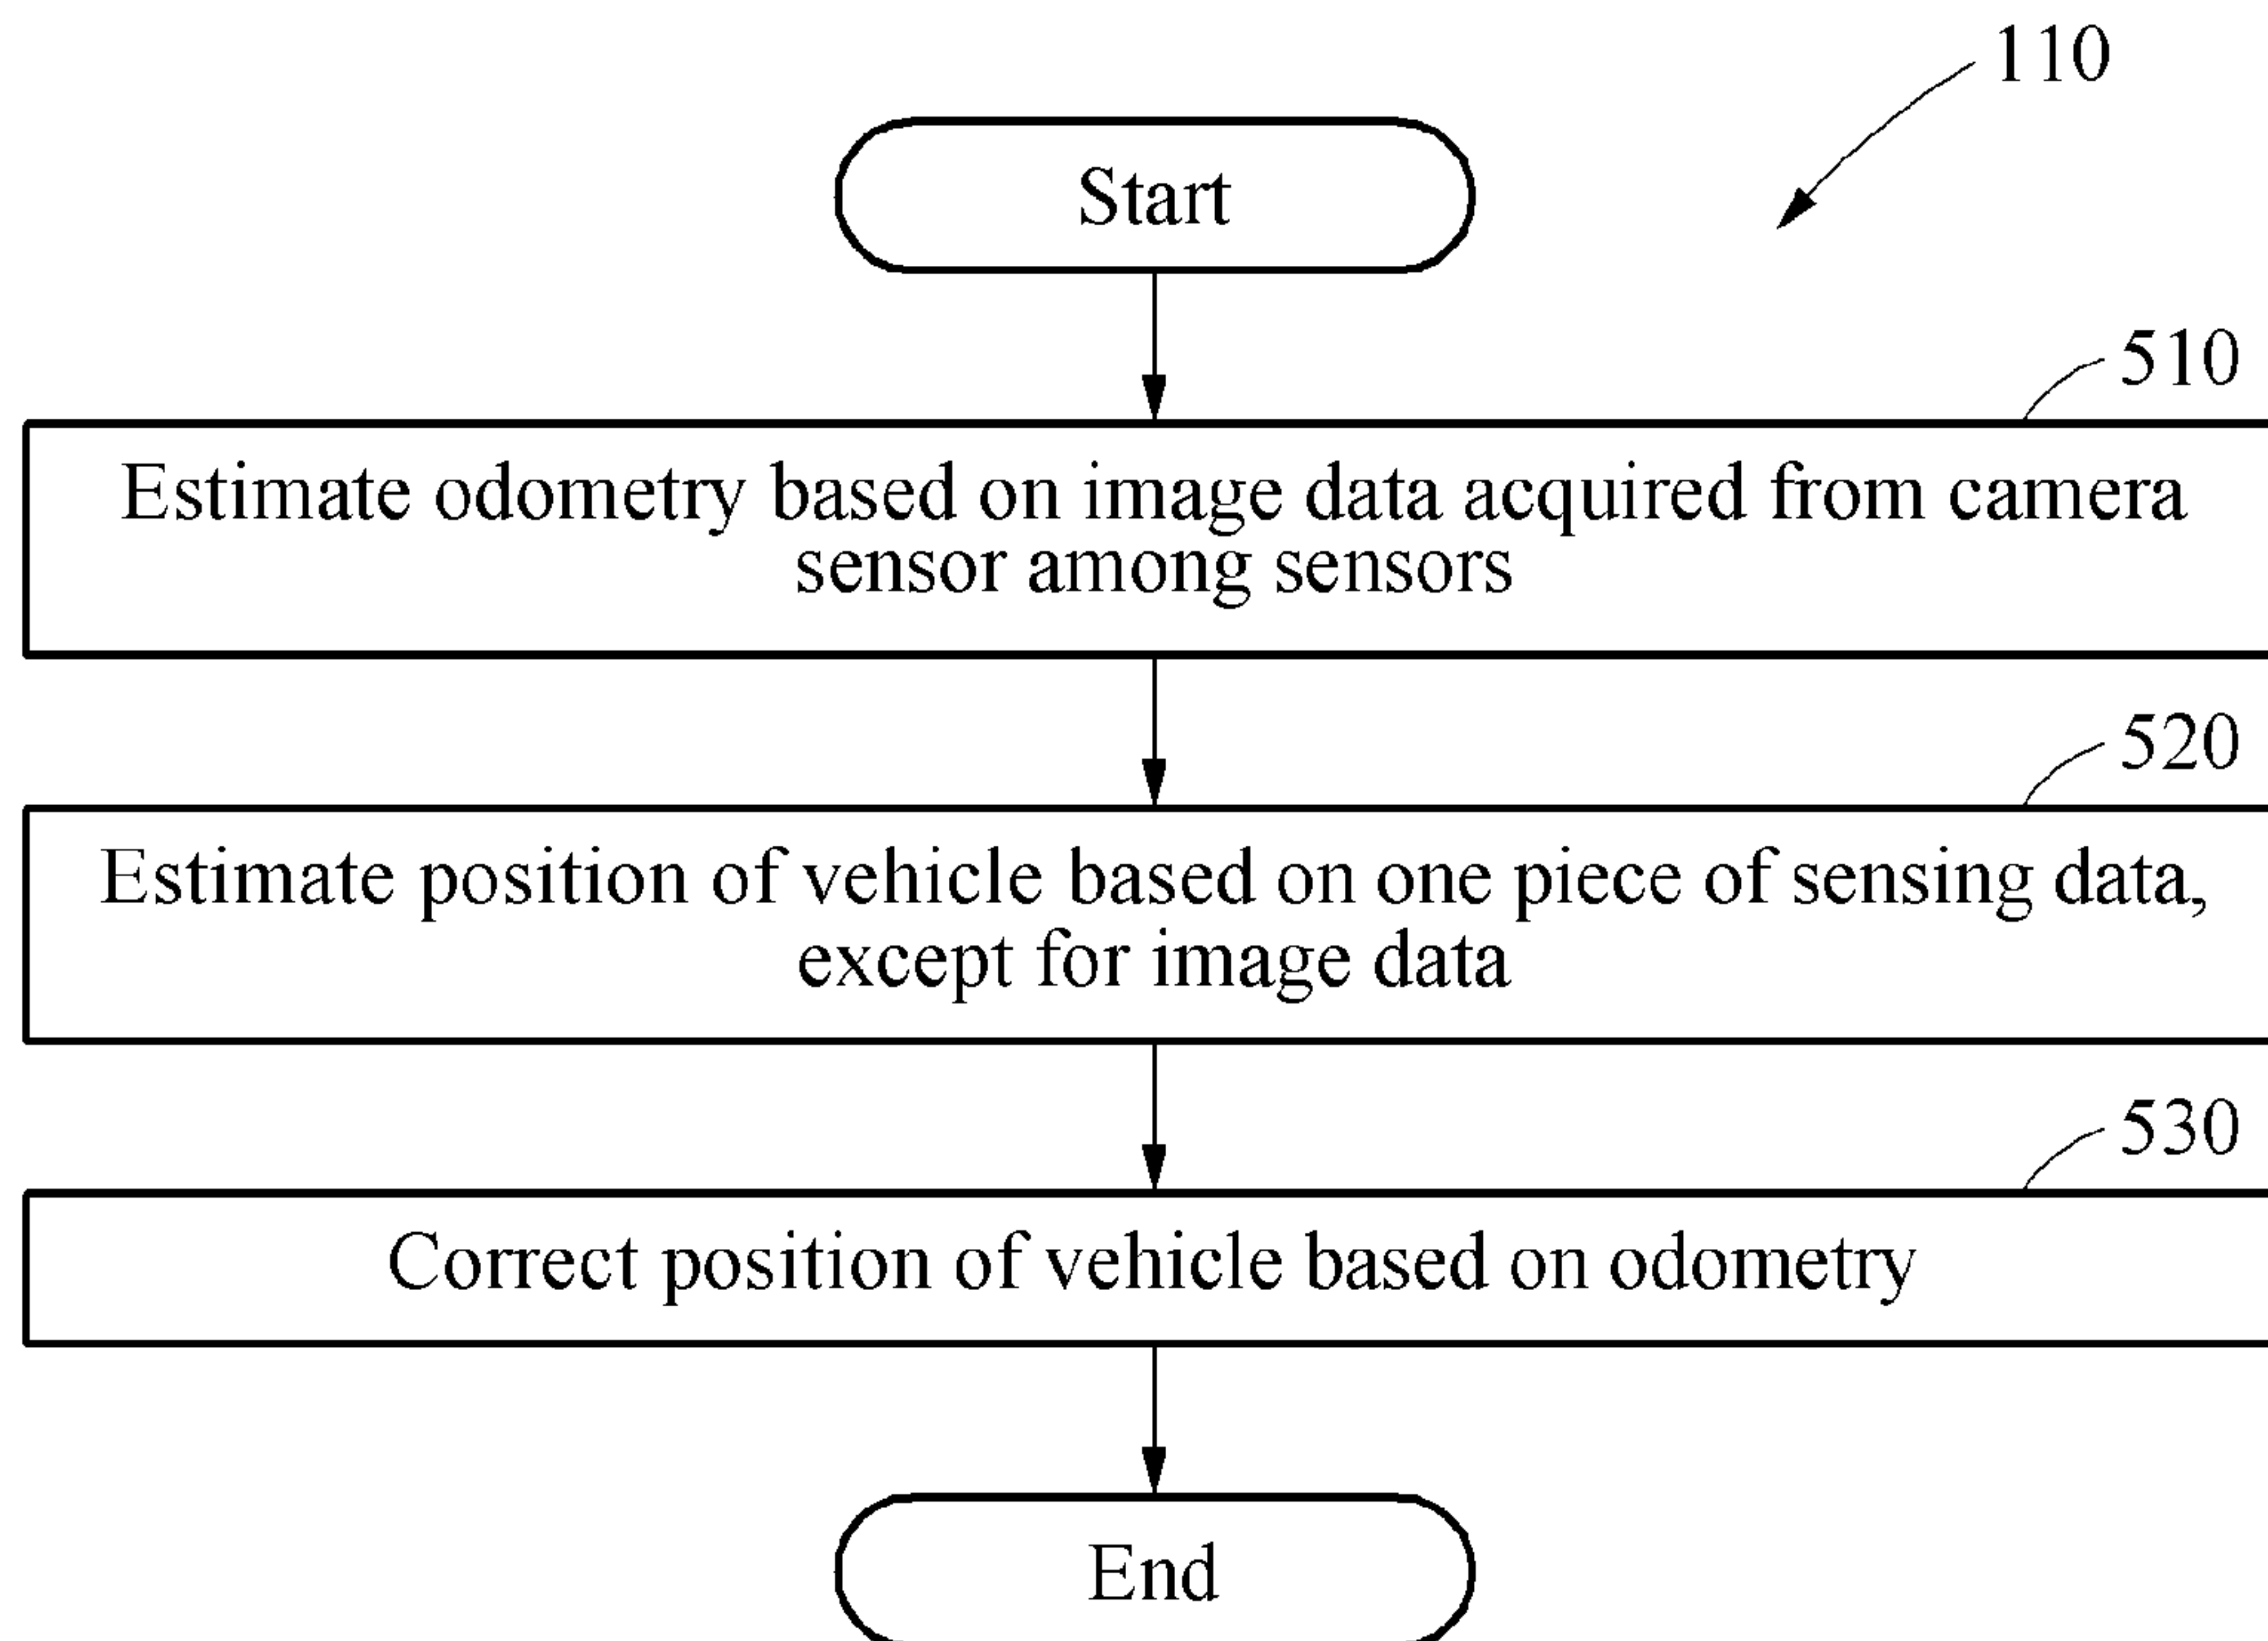 110
Start
510
Estimate odometry based on image data acquired from camera
sensor among sensors
520
Estimate position of vehicle based on one piece of sensing data,
except for image data
530
Correct position of vehicle based on odometry
End